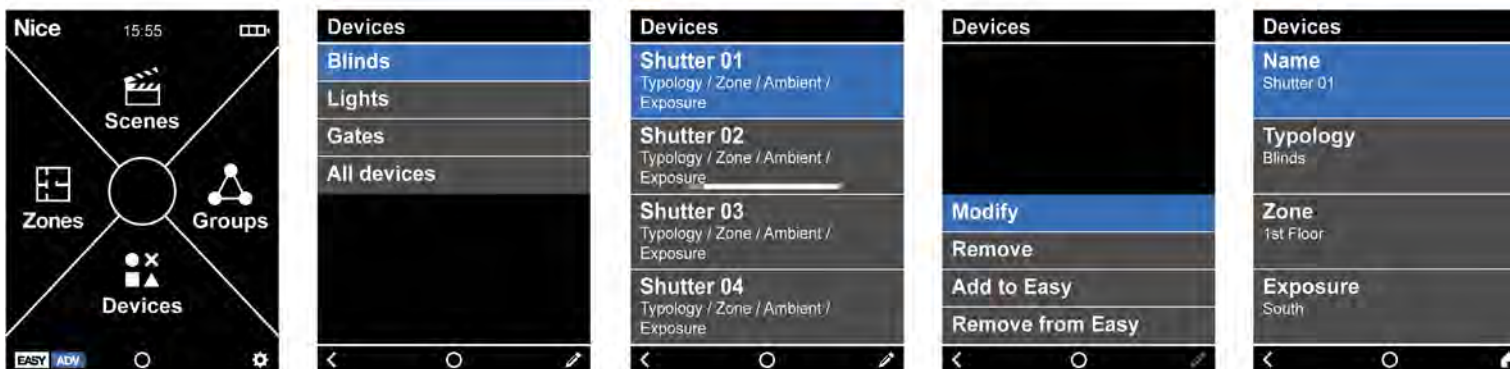 Nice
15:55
Scenes
Zones
Groups
Devices
EASY ADV
Devices
Blinds
Lights
Gates
All devices
Devices
Shutter 01
Typology / Zone / Ambient /
Exposure
Shutter 02
Typology / Zone / Ambient /
Exposure
Shutter 03
Typology / Zone / Ambient /
Exposure
Shutter 04
Typology / Zone / Ambient /
Exposure
Devices
Modify
Remove
Add to Easy
Remove from Easy
Devices
Name
Shutter 01
Typology
Blinds
Zone
1st Floor
Exposure
South